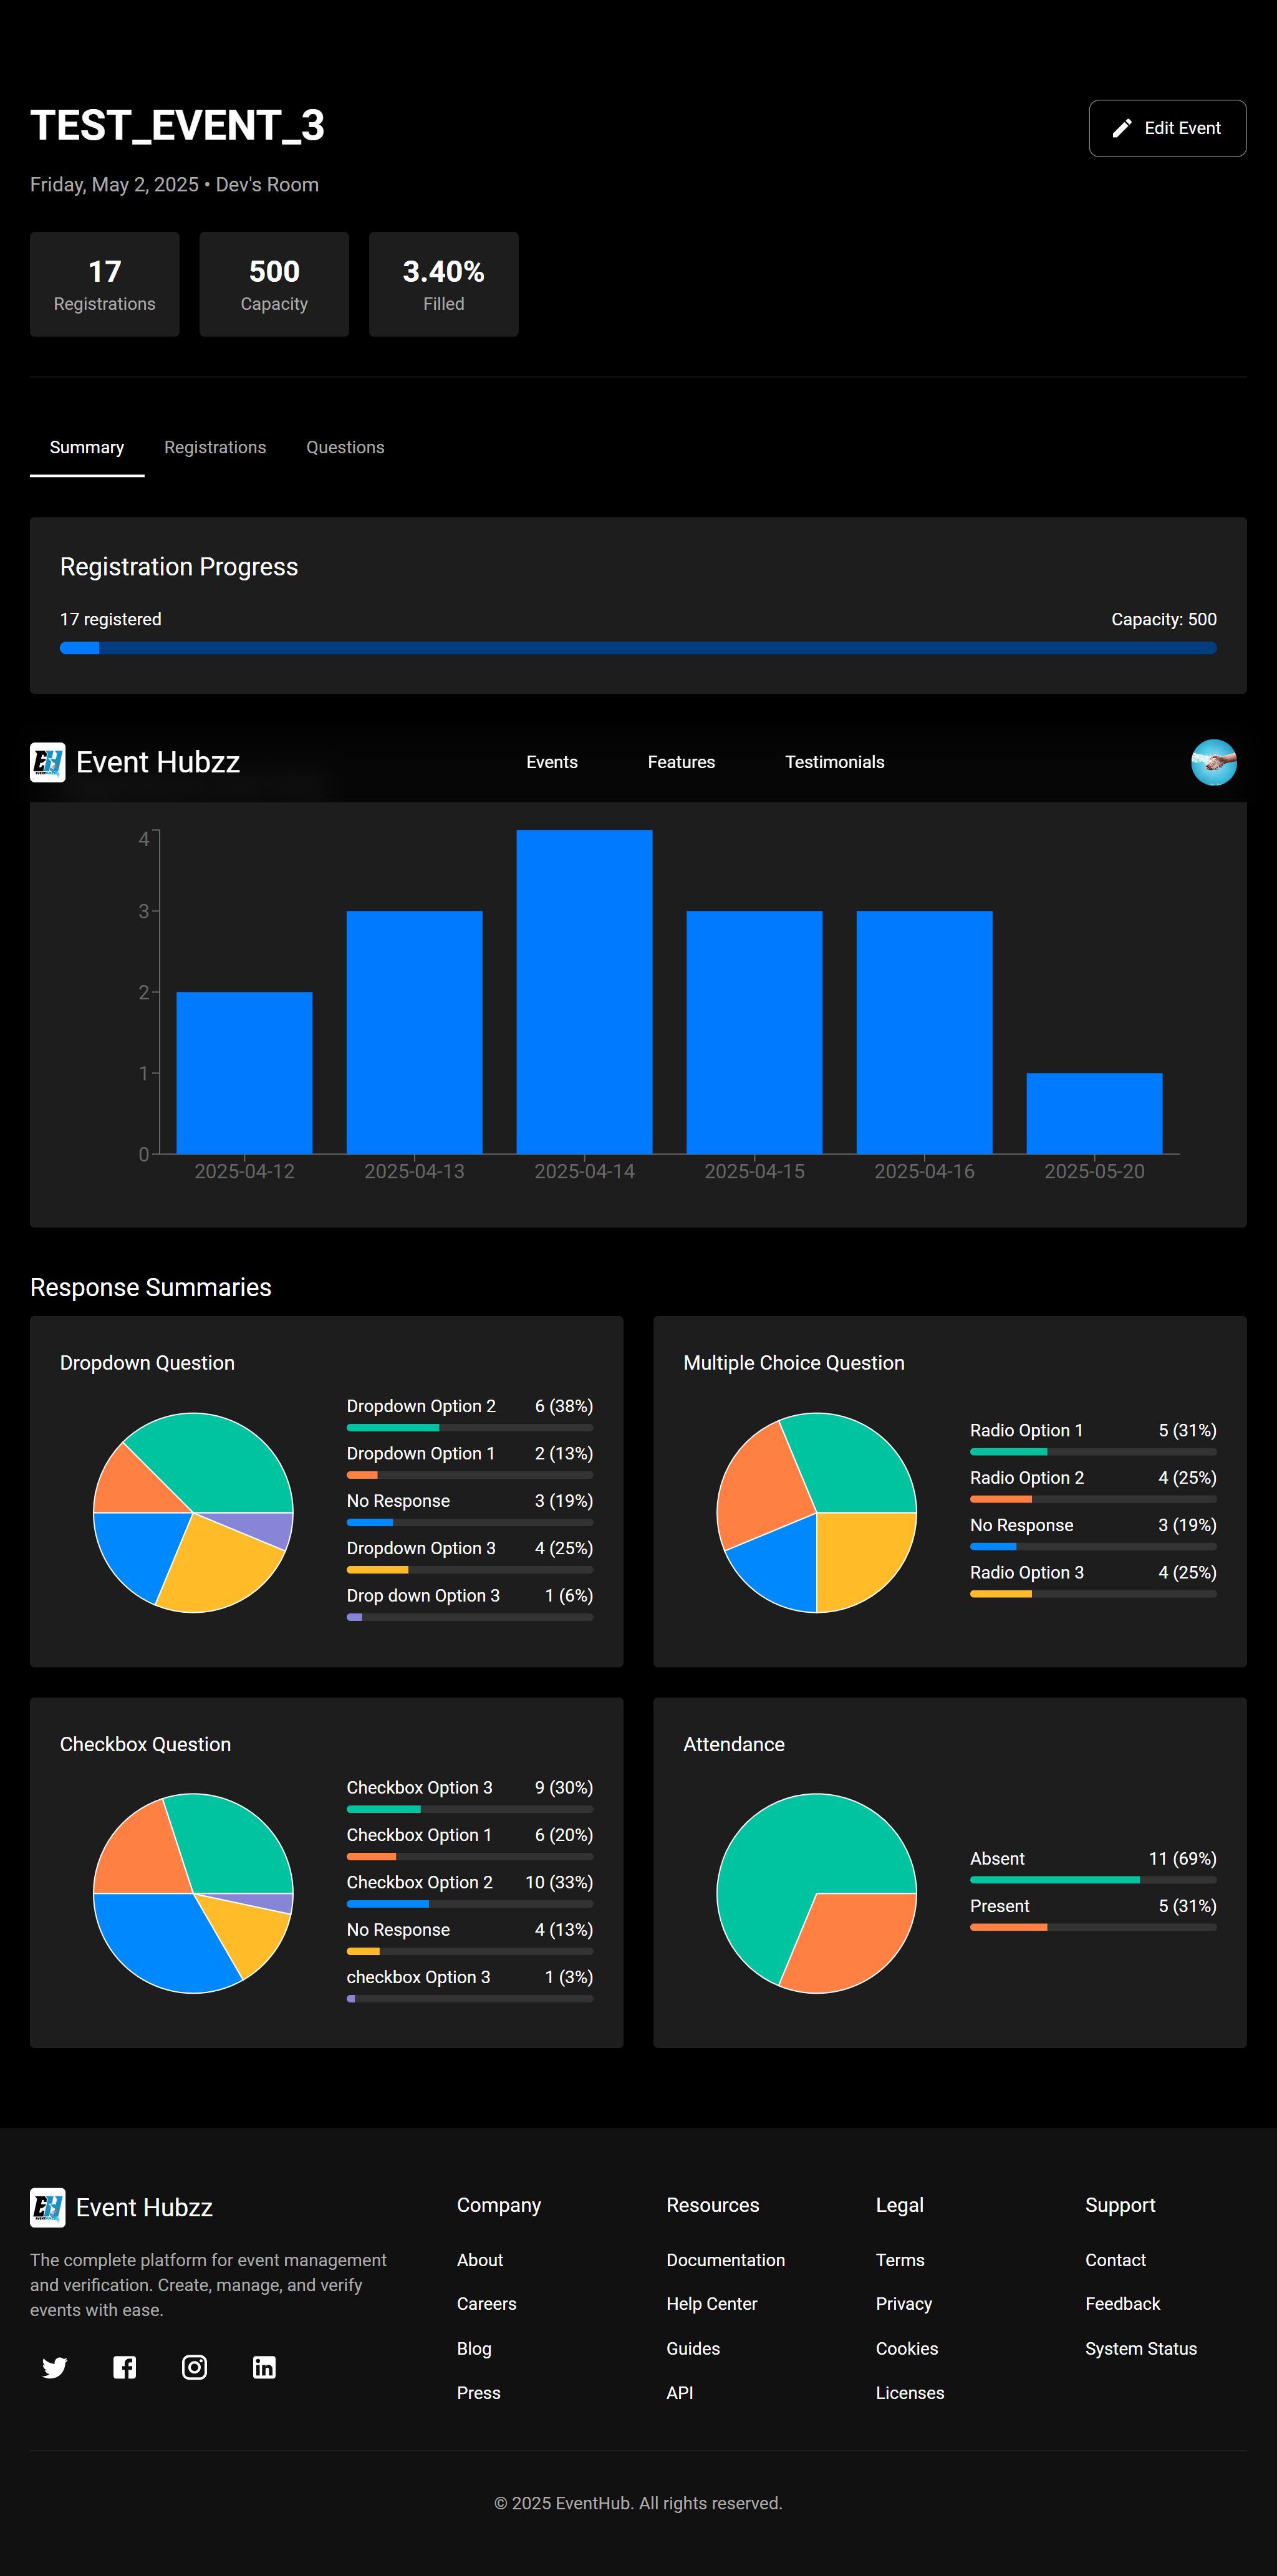 TEST_EVENT_3
Edit Event
Friday, May 2, 2025 • Dev's Room
17
Registrations
500
Capacity
3.40%
Filled
Summary
Registrations
Questions
Registration Progress
17 registered
Capacity: 500
EH
Event Hubzz
Events
Features
Testimonials
4
3
2
1
0
2025-04-12
2025-04-13
2025-04-14
2025-04-15
2025-04-16
2025-05-20
Response Summaries
Dropdown Question
Dropdown Option 2 6 (38%)
Dropdown Option 1 2 (13%)
No Response 3 (19%)
Dropdown Option 3 4 (25%)
Drop down Option 3 1 (6%)
Multiple Choice Question
Radio Option 1 5 (31%)
Radio Option 2 4 (25%)
No Response 3 (19%)
Radio Option 3 4 (25%)
Checkbox Question
Checkbox Option 3 9 (30%)
Checkbox Option 1 6 (20%)
Checkbox Option 2 10 (33%)
No Response 4 (13%)
checkbox Option 3 1 (3%)
Attendance
Absent 11 (69%)
Present 5 (31%)
EH
Event Hubzz
The complete platform for event management
and verification. Create, manage, and verify
events with ease.
Company
About
Careers
Blog
Press
Resources
Documentation
Help Center
Guides
API
Legal
Terms
Privacy
Cookies
Licenses
Support
Contact
Feedback
System Status
© 2025 EventHub. All rights reserved.